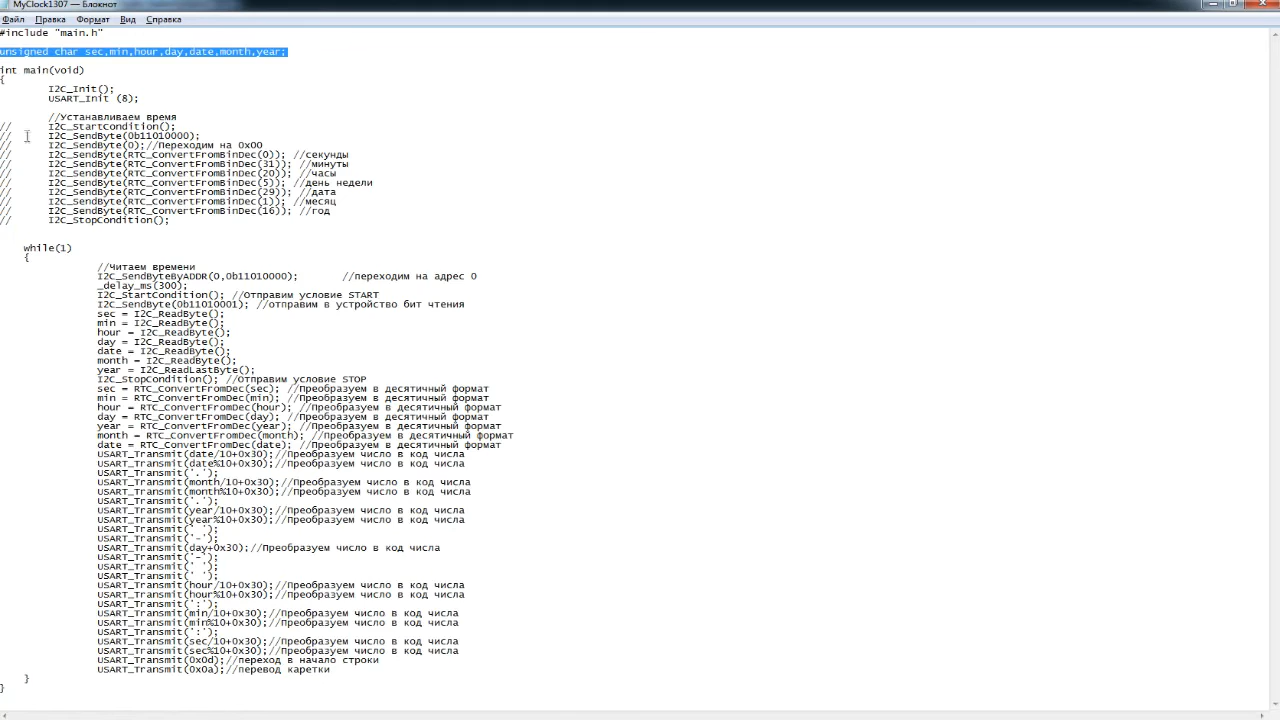 MyClock1307 – Блокнот
Файл Правка Формат Вид Справка
#include "main.h"
unsigned char sec,min,hour,day,date,month,year;
int main(void)
{
I2C_Init();
USART_Init (8);
//Устанавливаем время
// I2C_StartCondition();
// I2C_SendByte(0b11010000);
// I2C_SendByte(0);//Переходим на 0x00
// I2C_SendByte(RTC_ConvertFromBinDec(0)); //секунды
// I2C_SendByte(RTC_ConvertFromBinDec(31)); //минуты
// I2C_SendByte(RTC_ConvertFromBinDec(20)); //часы
// I2C_SendByte(RTC_ConvertFromBinDec(5)); //день недели
// I2C_SendByte(RTC_ConvertFromBinDec(29)); //дата
// I2C_SendByte(RTC_ConvertFromBinDec(1)); //месяц
// I2C_SendByte(RTC_ConvertFromBinDec(16)); //год
// I2C_StopCondition();
while(1)
{
//Читаем времени
I2C_SendByteByADDR(0,0b11010000); //переходим на адрес 0
_delay_ms(300);
I2C_StartCondition(); //Отправим условие START
I2C_SendByte(0b11010001); //отправим в устройство бит чтения
sec = I2C_ReadByte();
min = I2C_ReadByte();
hour = I2C_ReadByte();
day = I2C_ReadByte();
date = I2C_ReadByte();
month = I2C_ReadByte();
year = I2C_ReadLastByte();
I2C_StopCondition(); //Отправим условие STOP
sec = RTC_ConvertFromDec(sec); //Преобразуем в десятичный формат
min = RTC_ConvertFromDec(min); //Преобразуем в десятичный формат
hour = RTC_ConvertFromDec(hour); //Преобразуем в десятичный формат
day = RTC_ConvertFromDec(day); //Преобразуем в десятичный формат
year = RTC_ConvertFromDec(year); //Преобразуем в десятичный формат
month = RTC_ConvertFromDec(month); //Преобразуем в десятичный формат
date = RTC_ConvertFromDec(date); //Преобразуем в десятичный формат
USART_Transmit(date/10+0x30);//Преобразуем число в код числа
USART_Transmit(date%10+0x30);//Преобразуем число в код числа
USART_Transmit('.');
USART_Transmit(month/10+0x30);//Преобразуем число в код числа
USART_Transmit(month%10+0x30);//Преобразуем число в код числа
USART_Transmit('.');
USART_Transmit(year/10+0x30);//Преобразуем число в код числа
USART_Transmit(year%10+0x30);//Преобразуем число в код числа
USART_Transmit(' ');
USART_Transmit('-');
USART_Transmit(day+0x30);//Преобразуем число в код числа
USART_Transmit('-');
USART_Transmit(' ');
USART_Transmit(' ');
USART_Transmit(hour/10+0x30);//Преобразуем число в код числа
USART_Transmit(hour%10+0x30);//Преобразуем число в код числа
USART_Transmit(':');
USART_Transmit(min/10+0x30);//Преобразуем число в код числа
USART_Transmit(min%10+0x30);//Преобразуем число в код числа
USART_Transmit(':');
USART_Transmit(sec/10+0x30);//Преобразуем число в код числа
USART_Transmit(sec%10+0x30);//Преобразуем число в код числа
USART_Transmit(0x0d);//переход в начало строки
USART_Transmit(0x0a);//перевод каретки
}
}